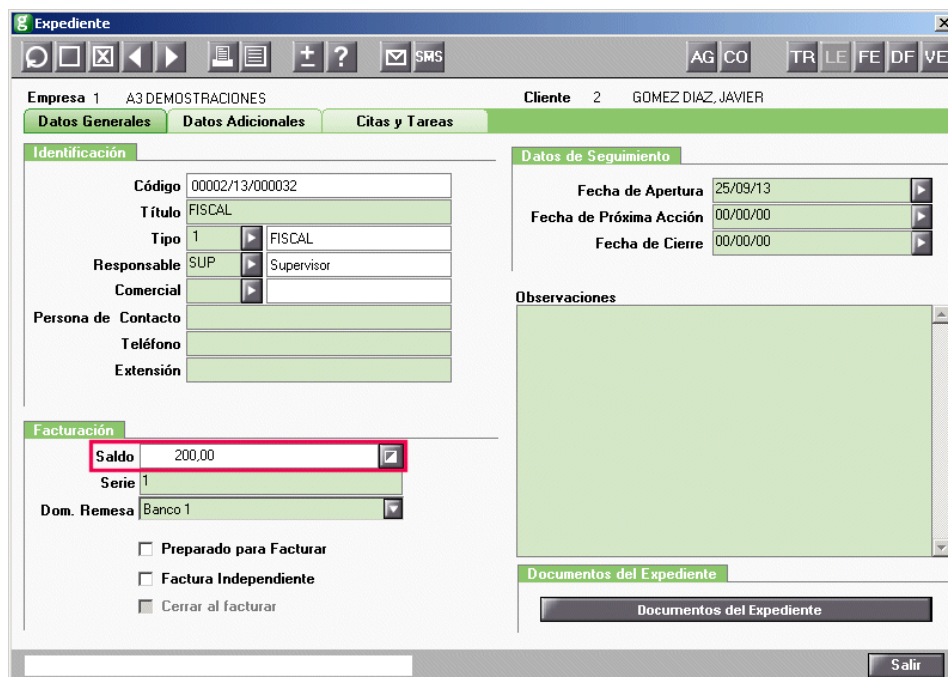 g Expediente
± ? SMS AG CO TR LE FE DF VE
Empresa 1 A3 DEMOSTRACIONES Cliente 2 GOMEZ DIAZ, JAVIER
Datos Generales Datos Adicionales Citas y Tareas
Identificación
Código 00002/13/000032
Título FISCAL
Tipo 1 FISCAL
Responsable SUP Supervisor
Comercial
Persona de Contacto
Teléfono
Extensión
Datos de Seguimiento
Fecha de Apertura 25/09/13
Fecha de Próxima Acción 00/00/00
Fecha de Cierre 00/00/00
Observaciones
Facturación
Saldo 200,00
Serie 1
Dom. Remesa Banco 1
Preparado para Facturar
Factura Independiente
Cerrar al facturar
Documentos del Expediente
Documentos del Expediente
Salir